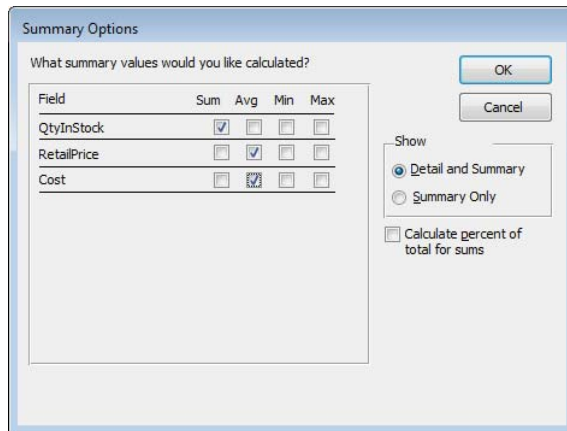 Summary Options
What summary values would you like calculated?
OK
Cancel
Field Sum Avg Min Max
QtyInStock
RetailPrice
Cost
Show
Detail and Summary
Summary Only
Calculate percent of
total for sums